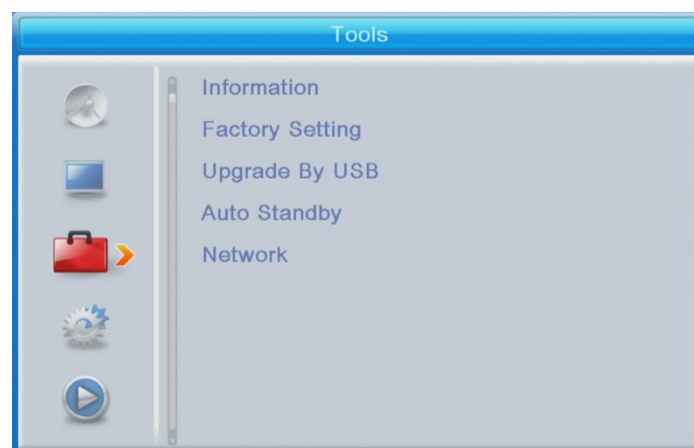 Tools
Information
Factory Setting
Upgrade By USB
Auto Standby
Network